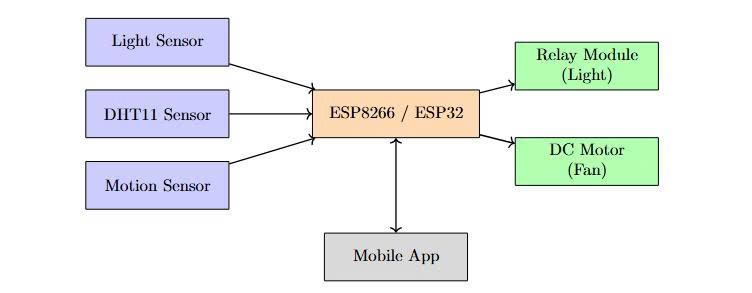 Light Sensor
DHT11 Sensor
Motion Sensor
ESP8266 / ESP32
Relay Module
(Light)
DC Motor
(Fan)
Mobile App